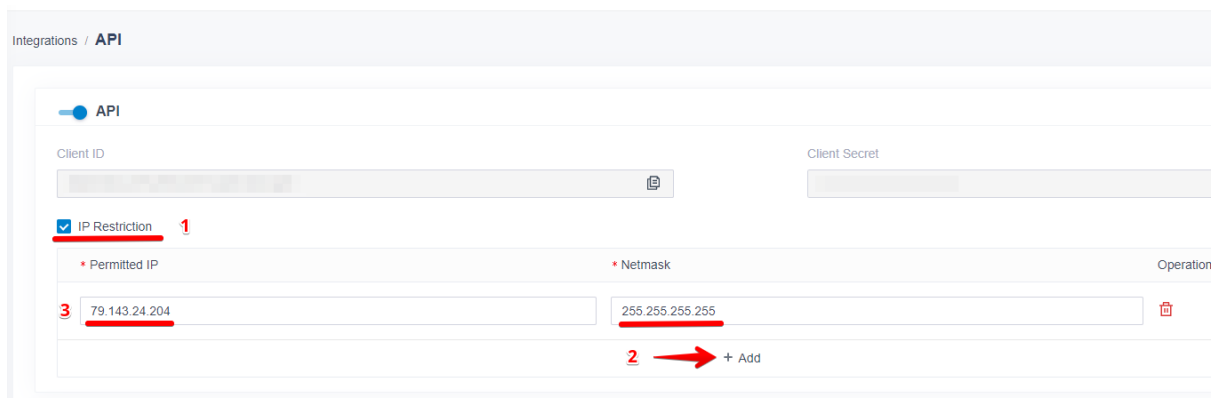 Integrations / API
API
Client ID
Client Secret
IP Restriction 1
* Permitted IP * Netmask Operation
3 79.143.24.204 255.255.255.255
2 + Add